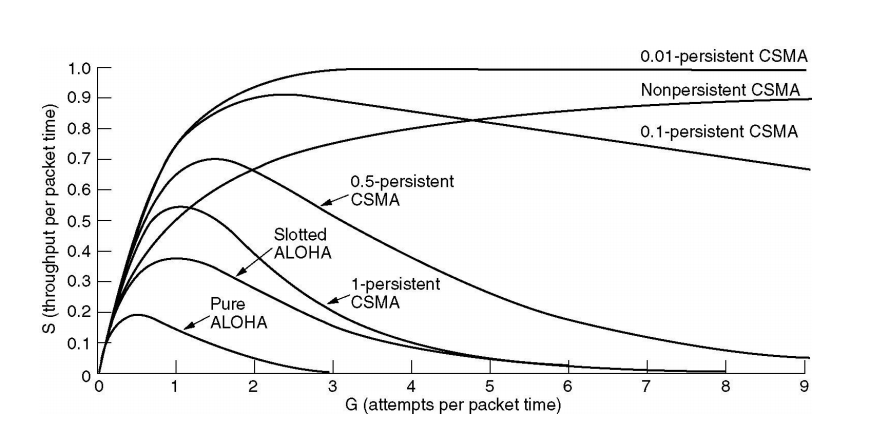 0.01-persistent CSMA
Nonpersistent CSMA
0.1-persistent CSMA
0.5-persistent
CSMA
Slotted
ALOHA
1-persistent
CSMA
Pure
ALOHA
S (throughput per packet time)
1.0
0.9
0.8
0.7
0.6
0.5
0.4
0.3
0.2
0.1
0
0 1 2 3 4 5 6 7 8 9
G (attempts per packet time)